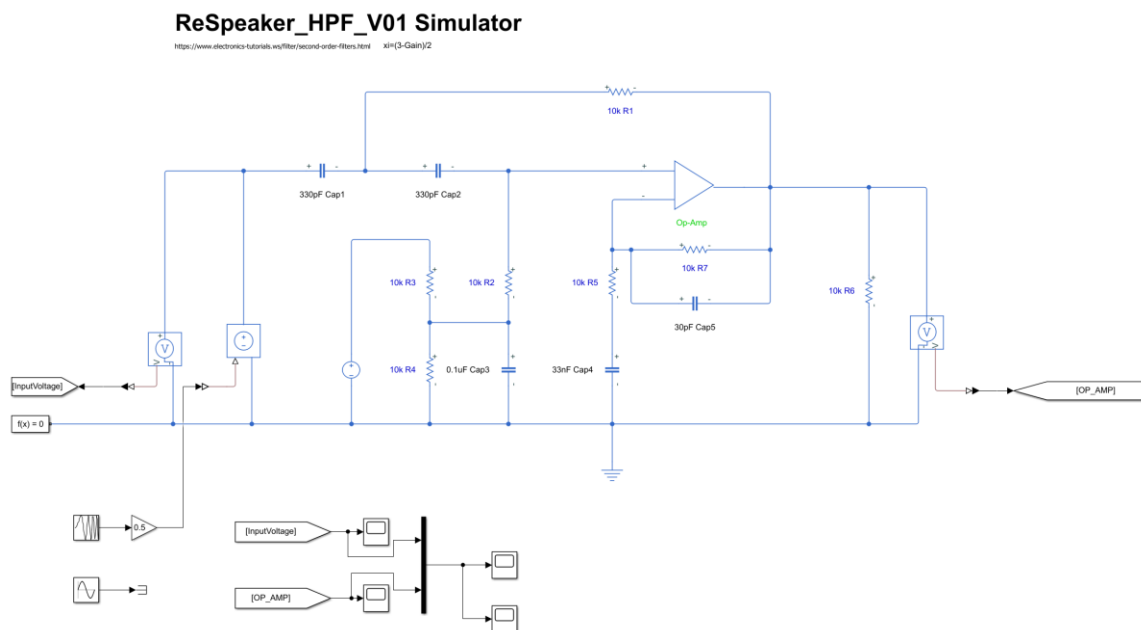 ReSpeaker_HPF_V01 Simulator
https://www.electronics-tutorials.ws/filter/second-order-filters.html xi=(3-Gain)/2
10k R1
330pF Cap1
330pF Cap2
Op-Amp
10k R3
10k R2
10k R5
10k R7
10k R6
30pF Cap5
10k R4
0.1uF Cap3
33nF Cap4
V
V
[InputVoltage]
[OP_AMP]
f(x) = 0
0.5
[InputVoltage]
[OP_AMP]